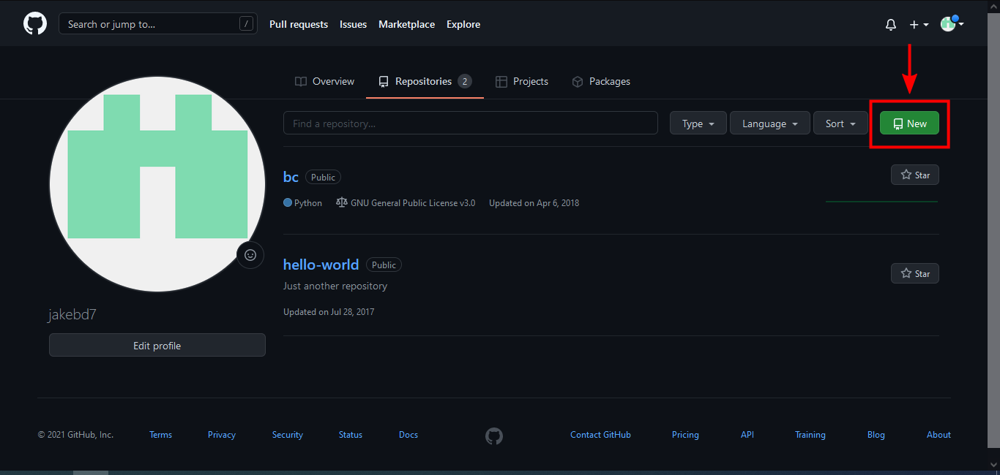 Search or jump to... /
Pull requests Issues Marketplace Explore
Overview Repositories 2 Projects Packages
Find a repository... Type Language Sort New
bc Public Star
Python GNU General Public License v3.0 Updated on Apr 6, 2018
hello-world Public Star
Just another repository
Updated on Jul 28, 2017
jakebd7
Edit profile
© 2021 GitHub, Inc. Terms Privacy Security Status Docs Contact GitHub Pricing API Training Blog About